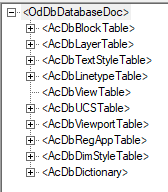 <OdDbDatabaseDoc>
<AcDbBlockTable>
<AcDbLayerTable>
<AcDbTextStyleTable>
<AcDbLinetypeTable>
<AcDbViewTable>
<AcDbUCSTable>
<AcDbViewportTable>
<AcDbRegAppTable>
<AcDbDimStyleTable>
<AcDbDictionary>